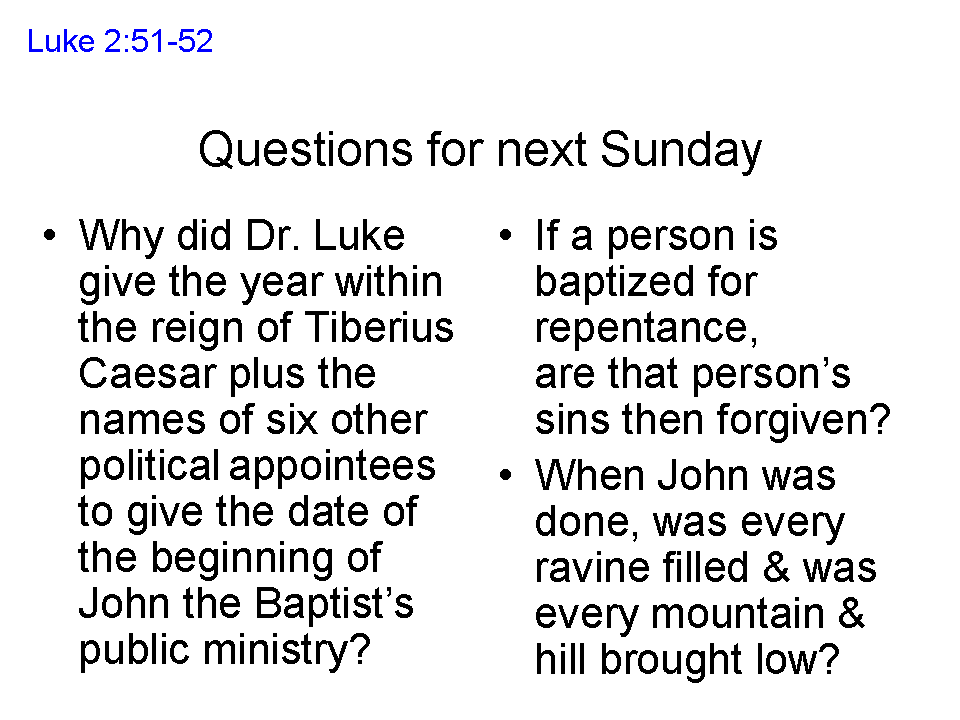 Luke 2:51-52
Questions for next Sunday
• Why did Dr. Luke
give the year within
the reign of Tiberius
Caesar plus the
names of six other
political appointees
to give the date of
the beginning of
John the Baptist’s
public ministry?
• If a person is
baptized for
repentance,
are that person’s
sins then forgiven?
• When John was
done, was every
ravine filled & was
every mountain &
hill brought low?